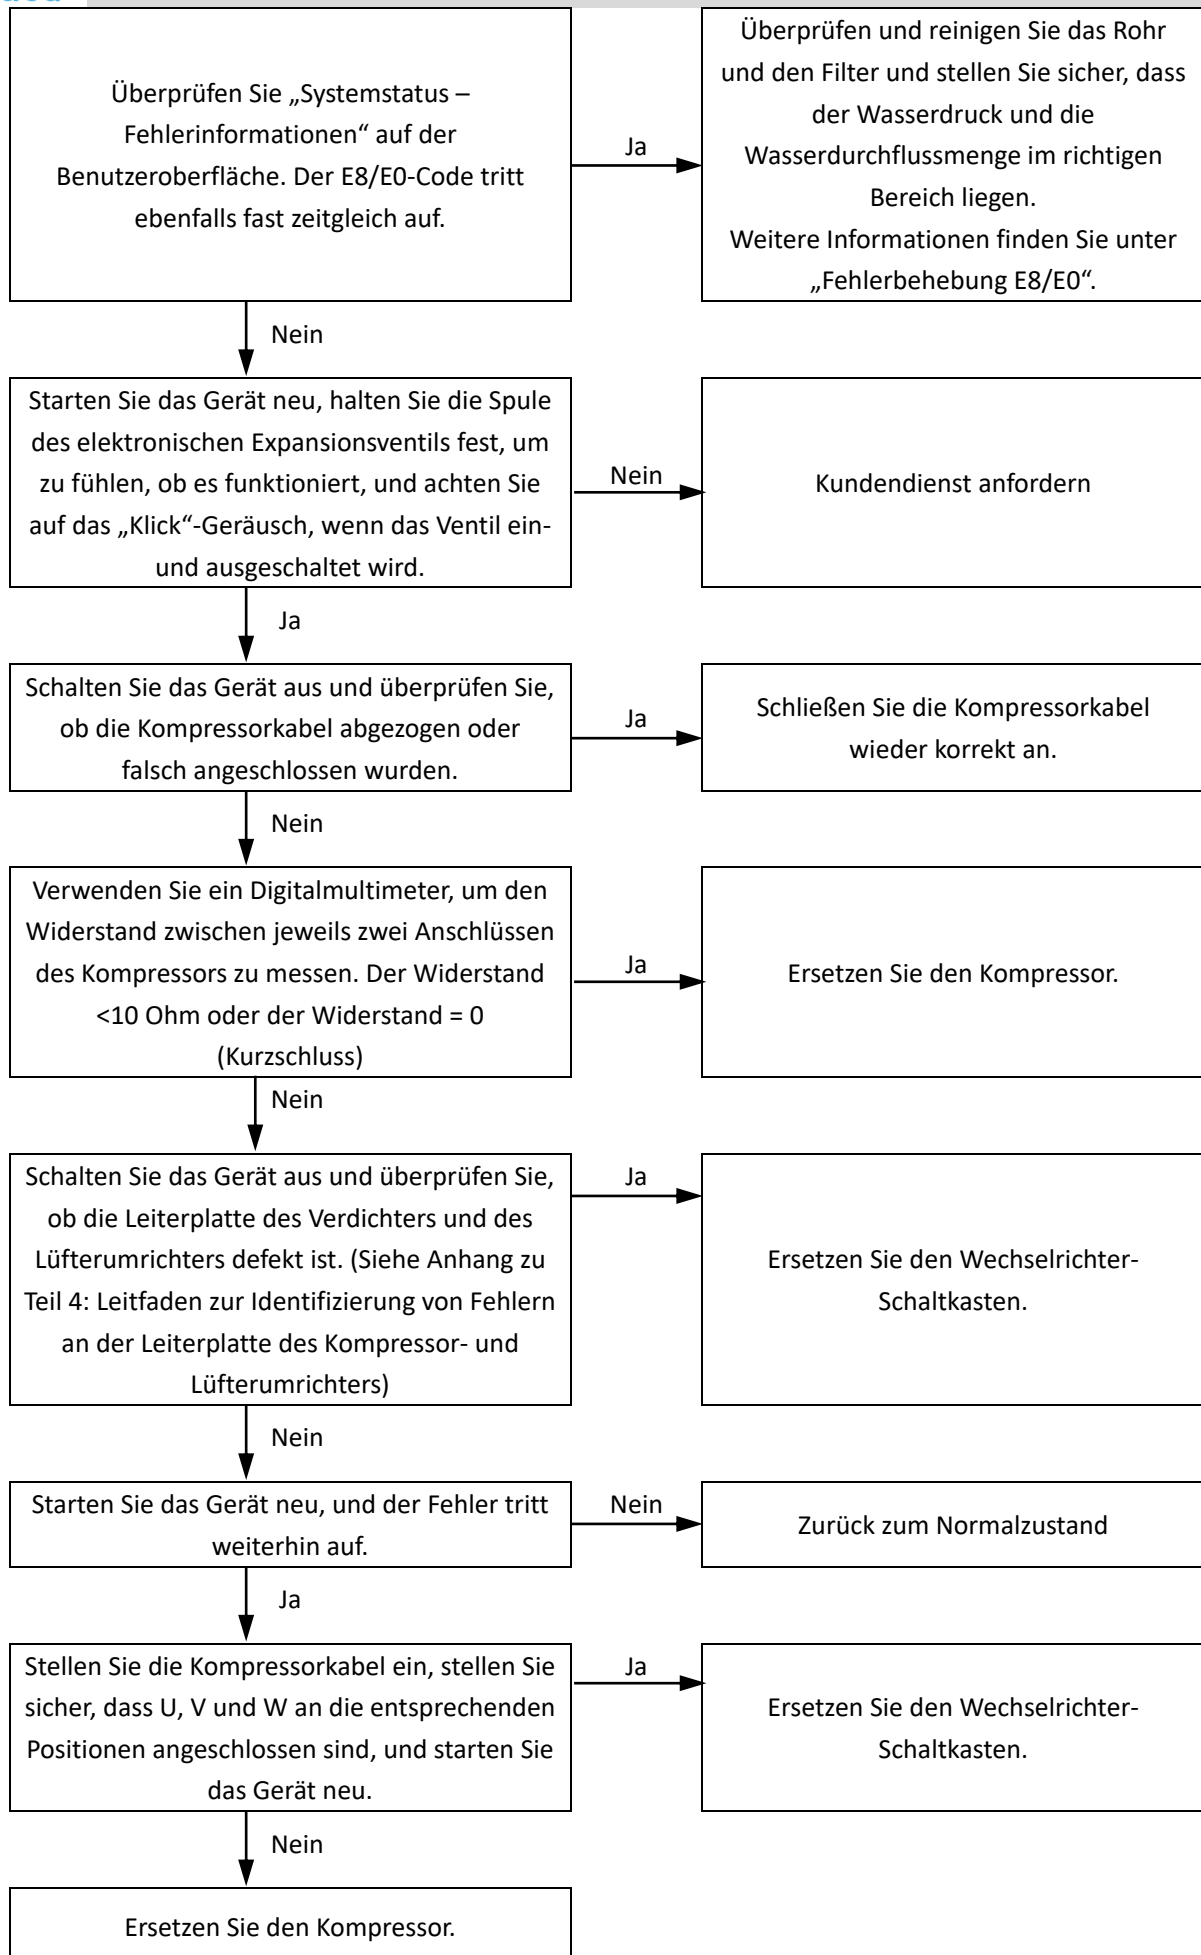 Überprüfen Sie „Systemstatus –
Fehlerinformationen“ auf der
Benutzeroberfläche. Der E8/E0-Code tritt
ebenfalls fast zeitgleich auf.
Ja
Überprüfen und reinigen Sie das Rohr
und den Filter und stellen Sie sicher, dass
der Wasserdruck und die
Wasserdurchflussmenge im richtigen
Bereich liegen.
Weitere Informationen finden Sie unter
„Fehlerbehebung E8/E0“.
Nein
Starten Sie das Gerät neu, halten Sie die Spule
des elektronischen Expansionsventils fest, um
zu fühlen, ob es funktioniert, und achten Sie
auf das „Klick“-Geräusch, wenn das Ventil ein-
und ausgeschaltet wird.
Nein
Kundendienst anfordern
Ja
Schalten Sie das Gerät aus und überprüfen Sie,
ob die Kompressorkabel abgezogen oder
falsch angeschlossen wurden.
Ja
Schließen Sie die Kompressorkabel
wieder korrekt an.
Nein
Verwenden Sie ein Digitalmultimeter, um den
Widerstand zwischen jeweils zwei Anschlüssen
des Kompressors zu messen. Der Widerstand
<10 Ohm oder der Widerstand = 0
(Kurzschluss)
Ja
Ersetzen Sie den Kompressor.
Nein
Schalten Sie das Gerät aus und überprüfen Sie,
ob die Leiterplatte des Verdichters und des
Lüfterumrichters defekt ist. (Siehe Anhang zu
Teil 4: Leitfaden zur Identifizierung von Fehlern
an der Leiterplatte des Kompressor- und
Lüfterumrichters)
Ja
Ersetzen Sie den Wechselrichter-
Schaltkasten.
Nein
Starten Sie das Gerät neu, und der Fehler tritt
weiterhin auf.
Nein
Zurück zum Normalzustand
Ja
Stellen Sie die Kompressorkabel ein, stellen Sie
sicher, dass U, V und W an die entsprechenden
Positionen angeschlossen sind, und starten Sie
das Gerät neu.
Ja
Ersetzen Sie den Wechselrichter-
Schaltkasten.
Nein
Ersetzen Sie den Kompressor.